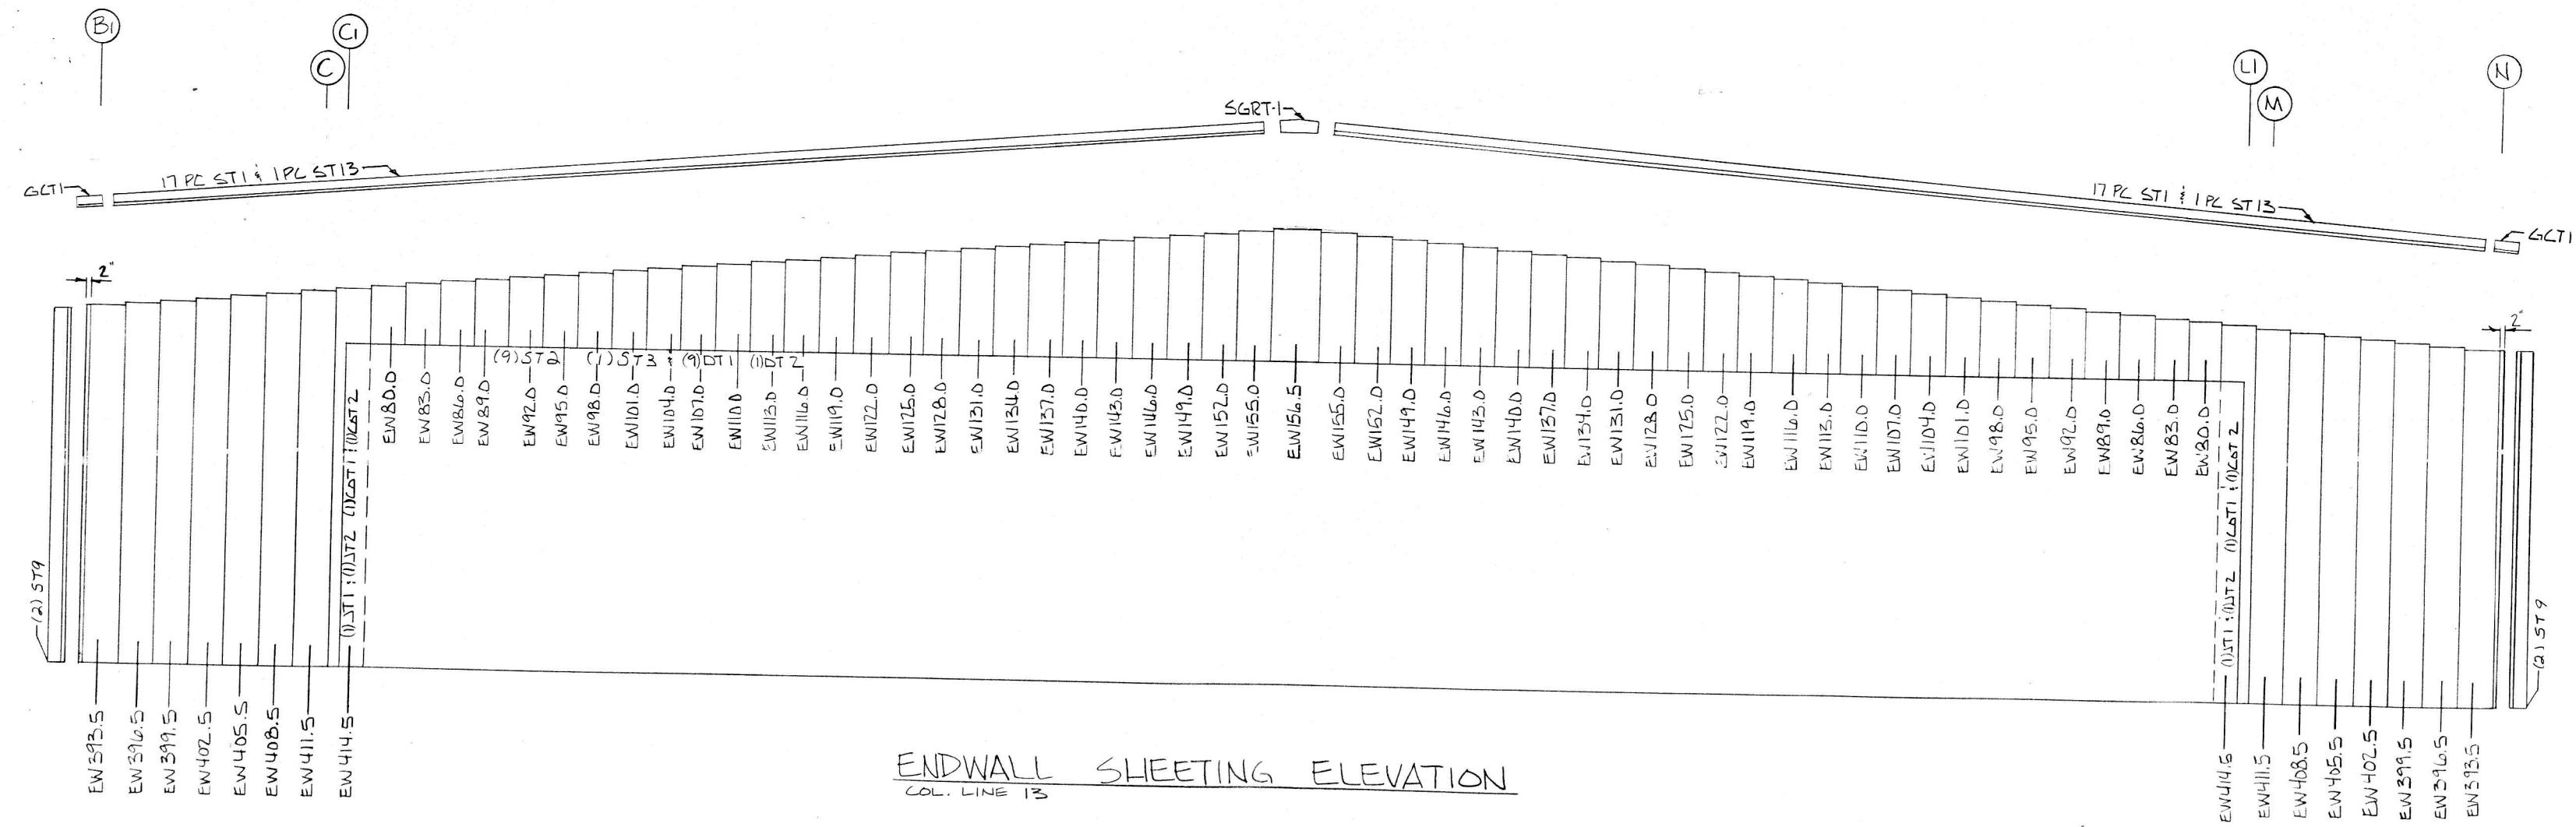 B1
C
C1
L1
M
N
SGRT-1
GCT1
17 PC ST1 & 1 PC ST13
17 PC ST1 & 1 PC ST13
GCT1
2"
2"
(9) ST2 (1) ST3 & (9) DT1 (1) DT2
(2) ST9
(1) ST1 & (1) ST2 (1) COT1 & (1) COT2
EW80.0
EW83.0
EW86.0
EW89.0
EW92.0
EW95.0
EW98.0
EW101.0
EW104.0
EW107.0
EW110.0
EW113.0
EW116.0
EW119.0
EW122.0
EW125.0
EW128.0
EW131.0
EW134.0
EW137.0
EW140.0
EW143.0
EW146.0
EW149.0
EW152.0
EW155.0
EW156.5
EW155.0
EW152.0
EW149.0
EW146.0
EW143.0
EW140.0
EW137.0
EW134.0
EW131.0
EW128.0
EW125.0
EW122.0
EW119.0
EW116.0
EW113.0
EW110.0
EW107.0
EW104.0
EW101.0
EW98.0
EW95.0
EW92.0
EW89.0
EW86.0
EW83.0
EW80.0
(1) ST1 & (1) ST2 (1) COT1 & (1) COT2
(2) ST9
EW393.5
EW396.5
EW399.5
EW402.5
EW405.5
EW408.5
EW411.5
EW414.5
EW414.5
EW411.5
EW408.5
EW405.5
EW402.5
EW399.5
EW396.5
EW393.5
ENDWALL SHEETING ELEVATION
COL. LINE 13